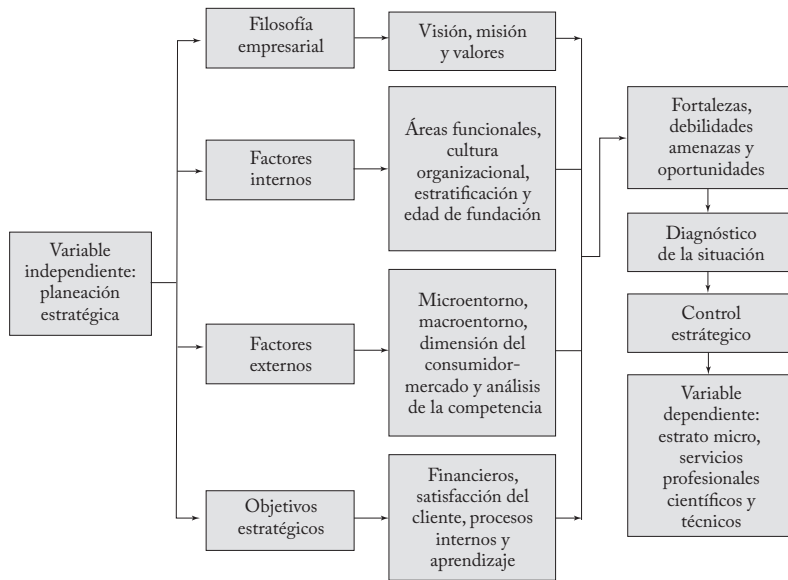 Variable
independiente:
planeación
estratégica
Filosofía
empresarial
Visión, misión
y valores
Factores
internos
Áreas funcionales,
cultura
organizacional,
estratificación y
edad de fundación
Factores
externos
Microentorno,
macroentorno,
dimensión del
consumidor-
mercado y análisis
de la competencia
Objetivos
estratégicos
Financieros,
satisfacción del
cliente, procesos
internos y
aprendizaje
Fortalezas,
debilidades
amenazas y
oportunidades
Diagnóstico
de la situación
Control
estrátegico
Variable
dependiente:
estrato micro,
servicios
profesionales
científicos y
técnicos